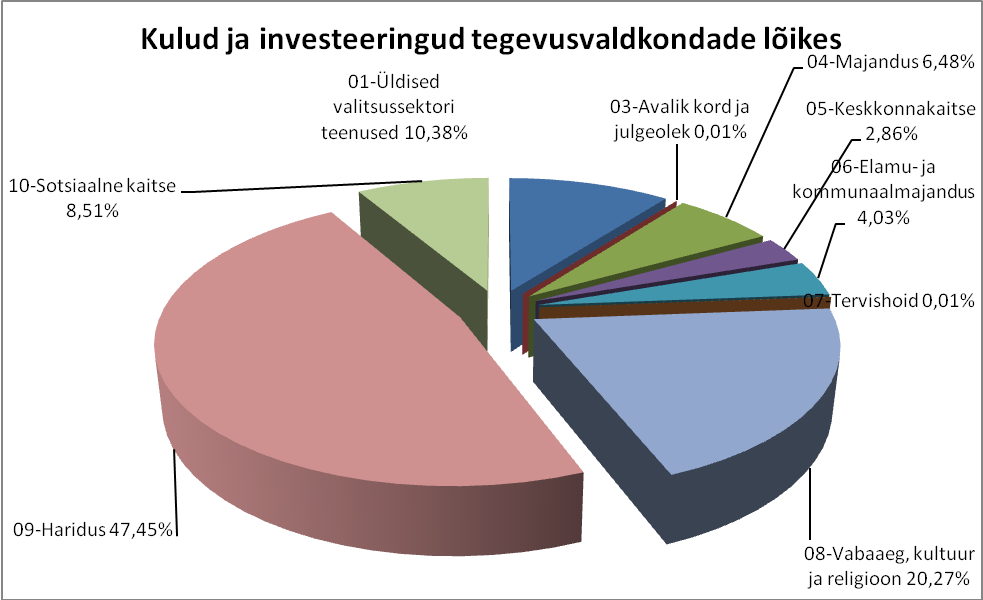 Kulud ja investeeringud tegevusvaldkondade lõikes
01-Üldised
valitsussektori
teenused 10,38%
03-Avalik kord ja
julgeolek 0,01%
04-Majandus 6,48%
05-Keskkonnakaitse
2,86%
06-Elamu- ja
kommunaalmajandus
4,03%
07-Tervishoid 0,01%
08-Vabaaeg, kultuur
ja religioon 20,27%
09-Haridus 47,45%
10-Sotsiaalne kaitse
8,51%